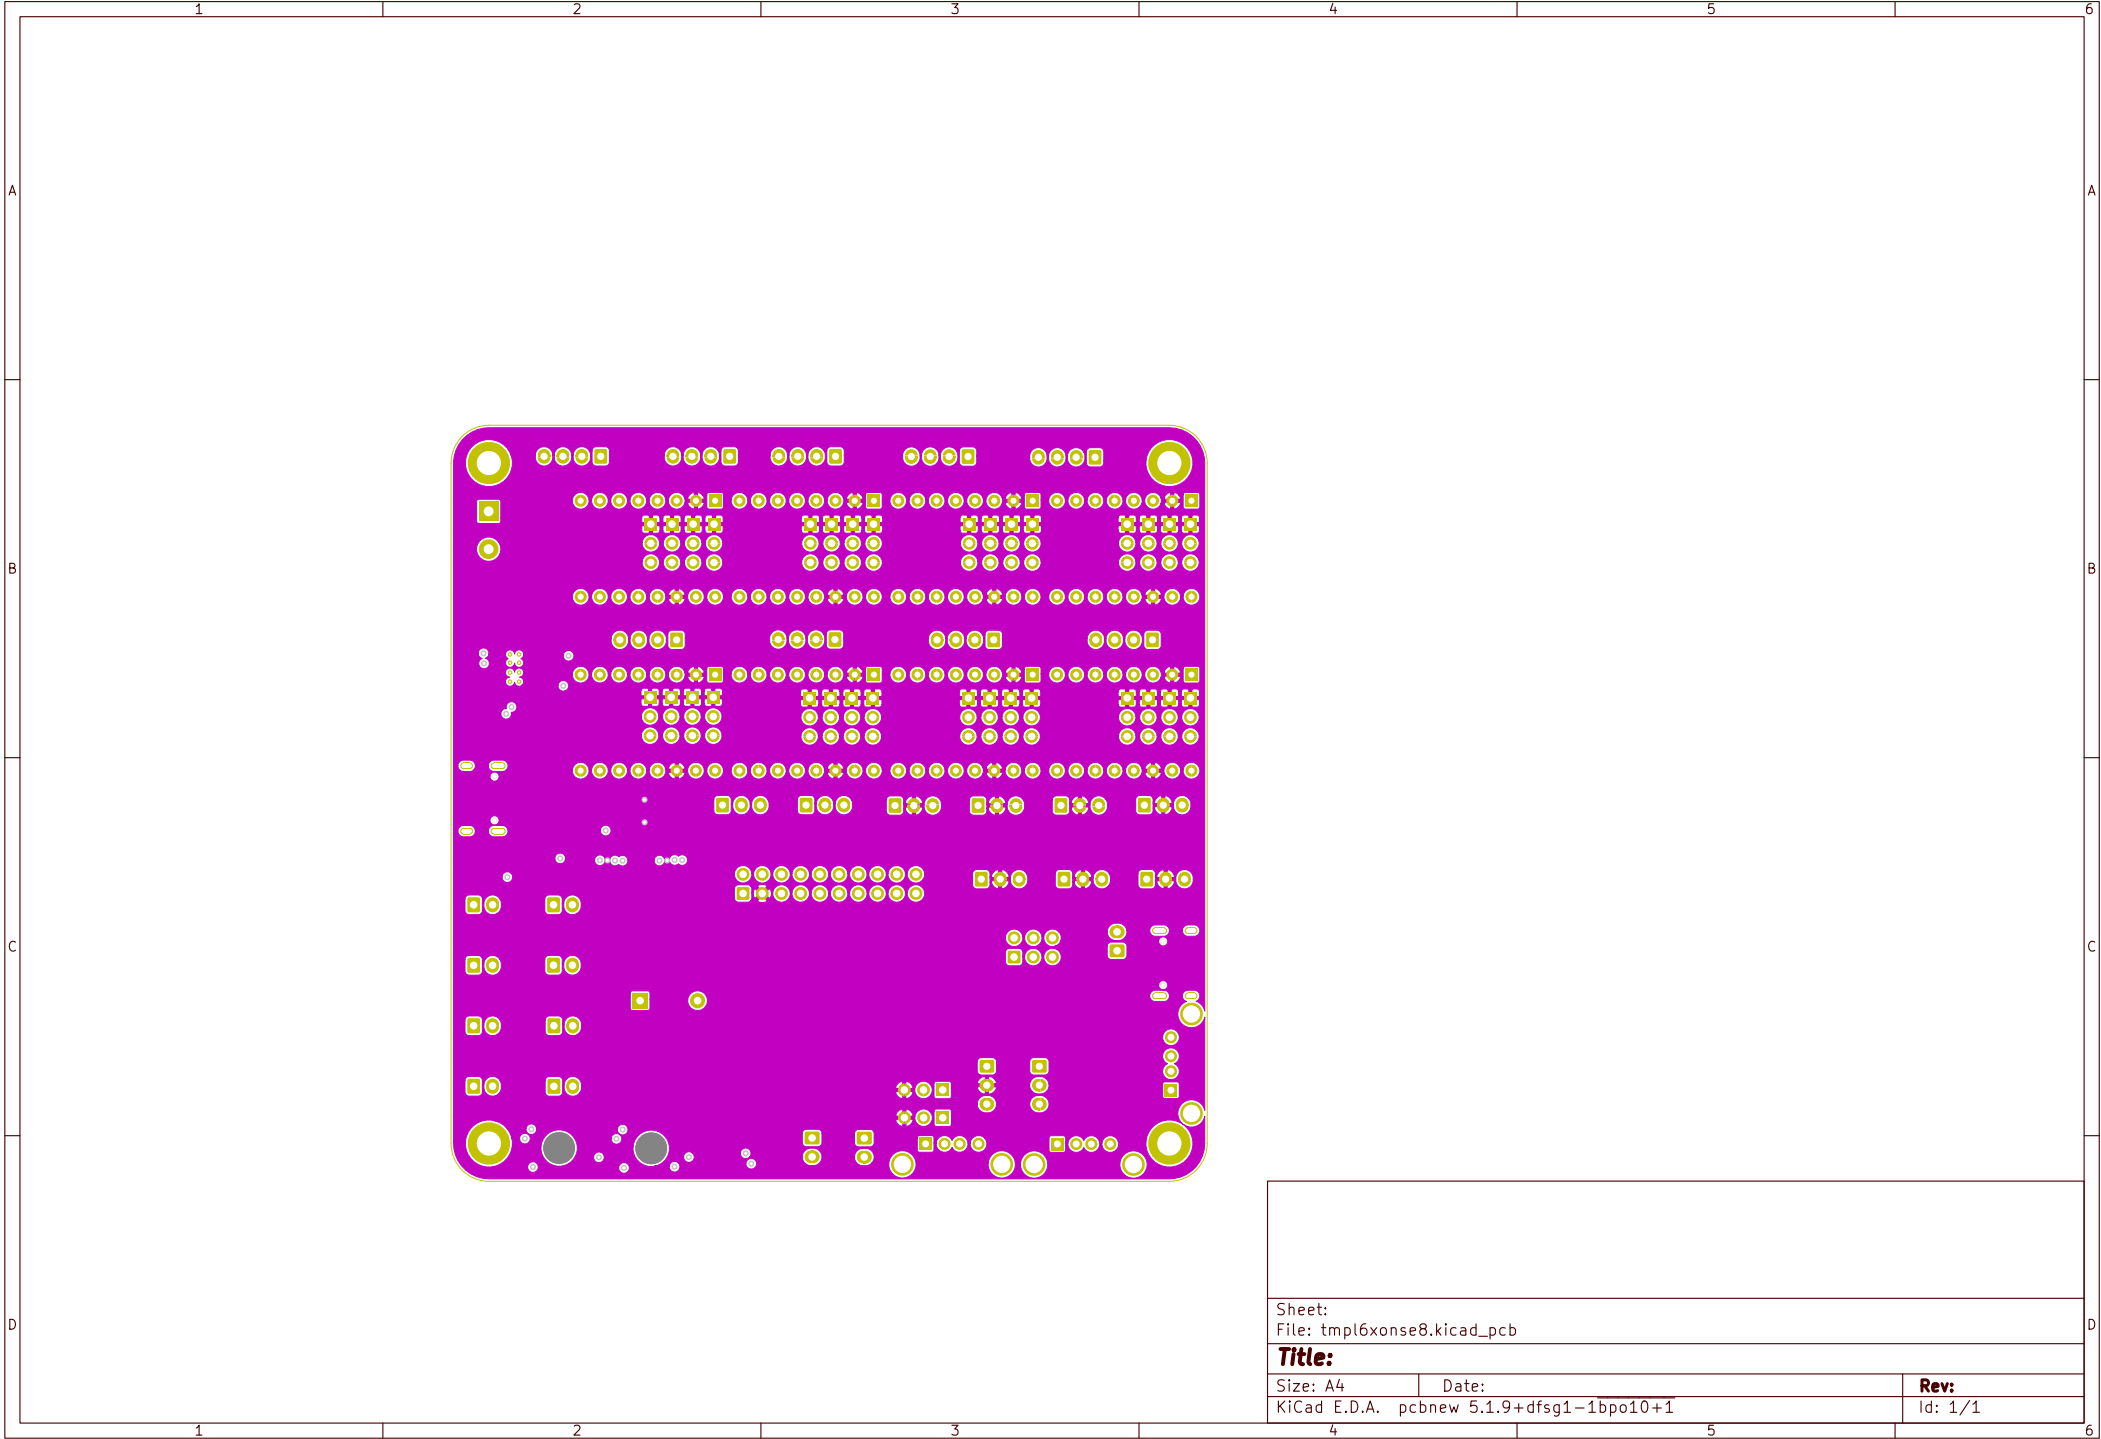 1 2 3 4 5 6
A A
B B
C C
D D
Sheet:
File: tmpl6xonse8.kicad_pcb
Title:
Size: A4 Date: Rev:
KiCad E.D.A. pcbnew 5.1.9+dfsg1-1bpo10+1 Id: 1/1
1 2 3 4 5 6